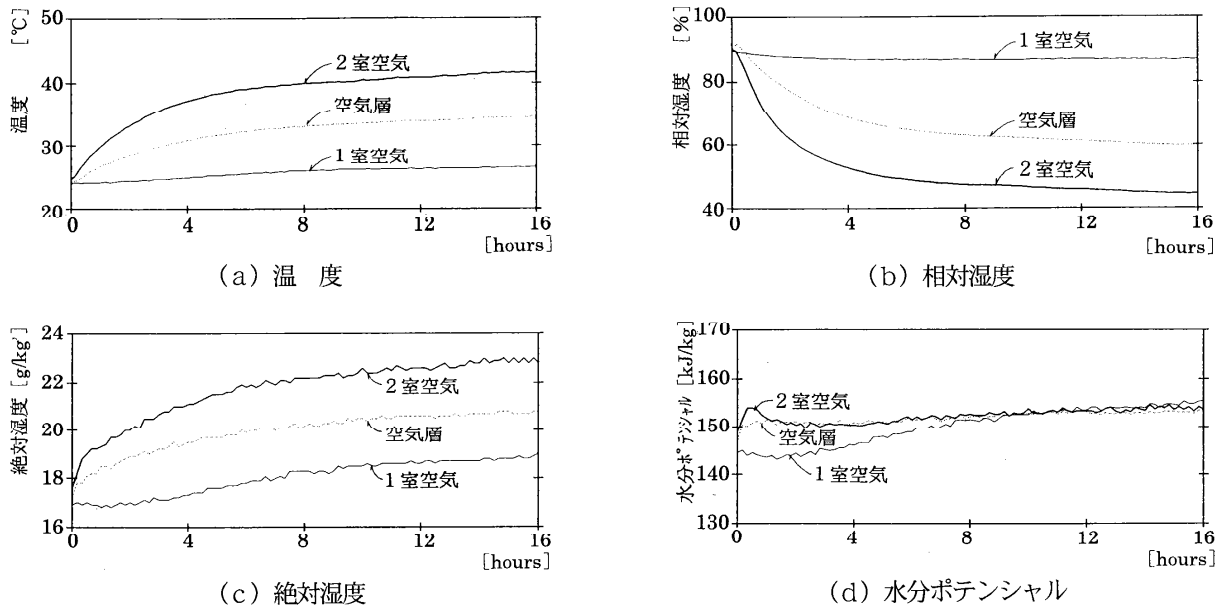 温度 [℃]
50
40
30
20
2室空気
空気層
1室空気
0 4 8 12 16
[hours]
(a) 温 度
相対湿度 [%]
100
80
60
40
1室空気
空気層
2室空気
0 4 8 12 16
[hours]
(b) 相対湿度
絶対湿度 [g/kg']
24
22
20
18
16
2室空気
空気層
1室空気
0 4 8 12 16
[hours]
(c) 絶対湿度
水分ポテンシャル [kJ/kg]
170
160
150
140
130
2室空気
空気層
1室空気
0 4 8 12 16
[hours]
(d) 水分ポテンシャル